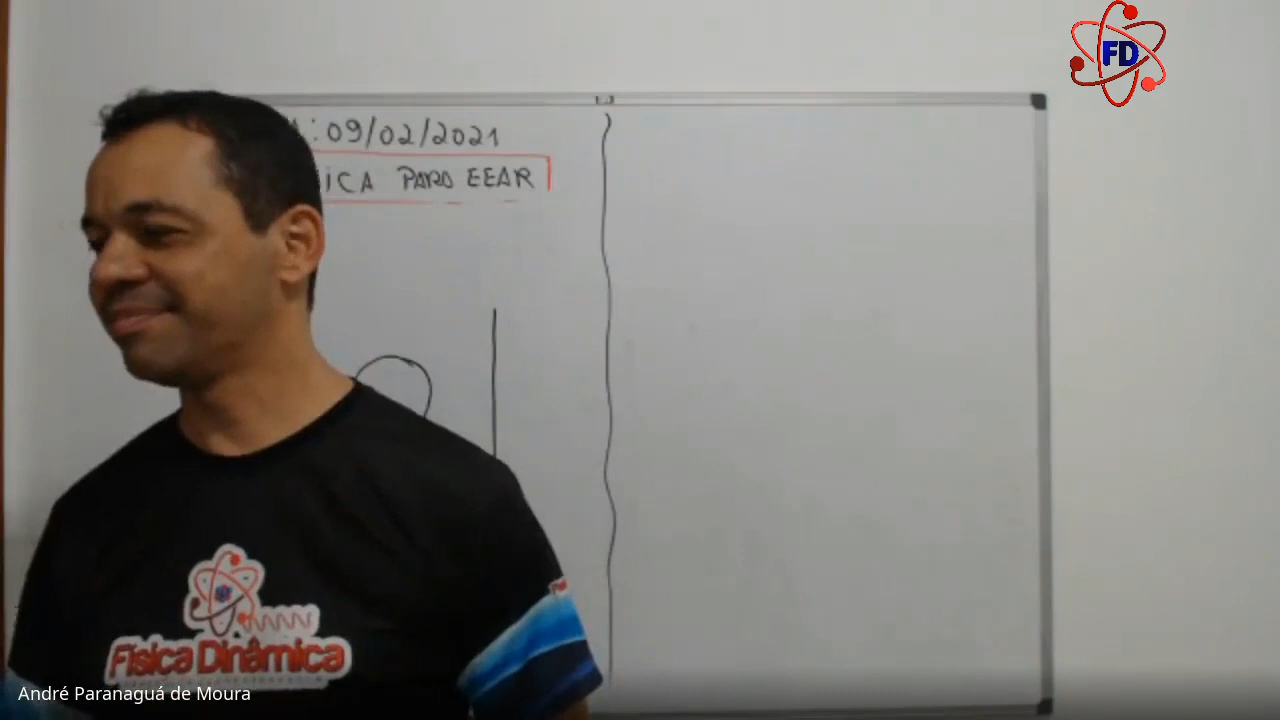 FD
A:09/02/2021
ICA PARA EEAR
Física Dinâmica
André Paranaguá de Moura